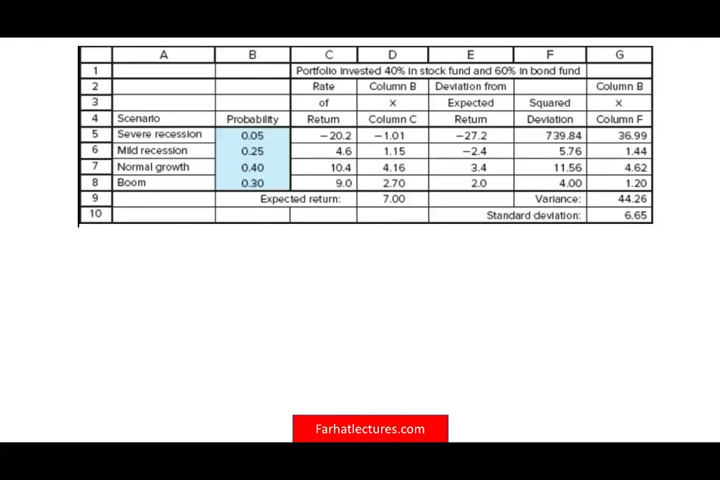 A B C D E F G
1 Portfolio invested 40% in stock fund and 60% in bond fund
2 Rate Column B Deviation from Column B
3 of x Expected Squared x
4 Scenario Probability Return Column C Return Deviation Column F
5 Severe recession 0.05 −20.2 −1.01 −27.2 739.84 36.99
6 Mild recession 0.25 4.6 1.15 −2.4 5.76 1.44
7 Normal growth 0.40 10.4 4.16 3.4 11.56 4.62
8 Boom 0.30 9.0 2.70 2.0 4.00 1.20
9 Expected return: 7.00 Variance: 44.26
10 Standard deviation: 6.65
Farhatlectures.com